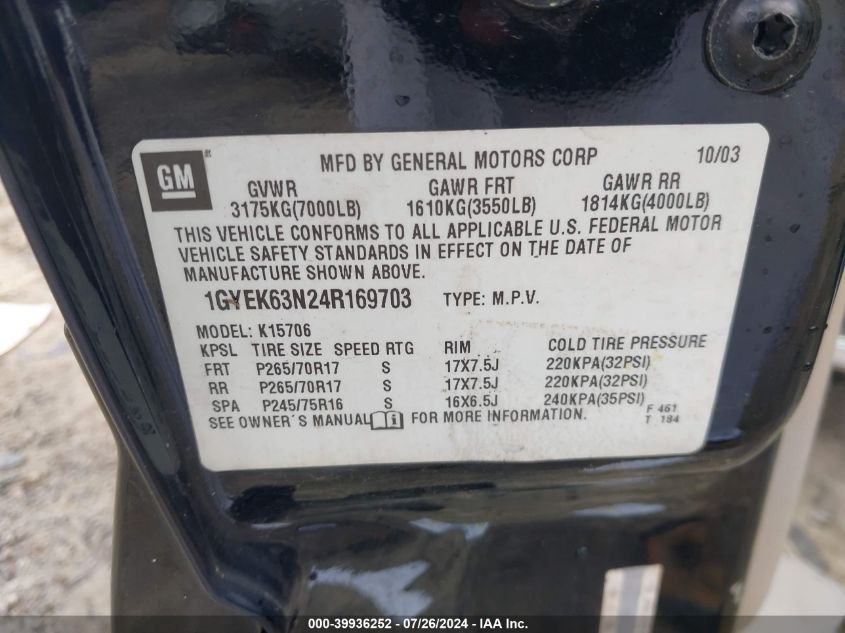 GM
MFD BY GENERAL MOTORS CORP 10/03
GVWR GAWR FRT GAWR RR
3175KG(7000LB) 1610KG(3550LB) 1814KG(4000LB)
THIS VEHICLE CONFORMS TO ALL APPLICABLE U.S. FEDERAL MOTOR
VEHICLE SAFETY STANDARDS IN EFFECT ON THE DATE OF
MANUFACTURE SHOWN ABOVE.
1GYEK63N24R169703 TYPE: M.P.V.
MODEL: K15706
KPSL TIRE SIZE SPEED RTG RIM COLD TIRE PRESSURE
FRT P265/70R17 S 17X7.5J 220KPA(32PSI)
RR P265/70R17 S 17X7.5J 220KPA(32PSI)
SPA P245/75R16 S 16X6.5J 240KPA(35PSI)
SEE OWNER'S MANUAL FOR MORE INFORMATION.
F 461
T 184
000-39936252 - 07/26/2024 - IAA Inc.